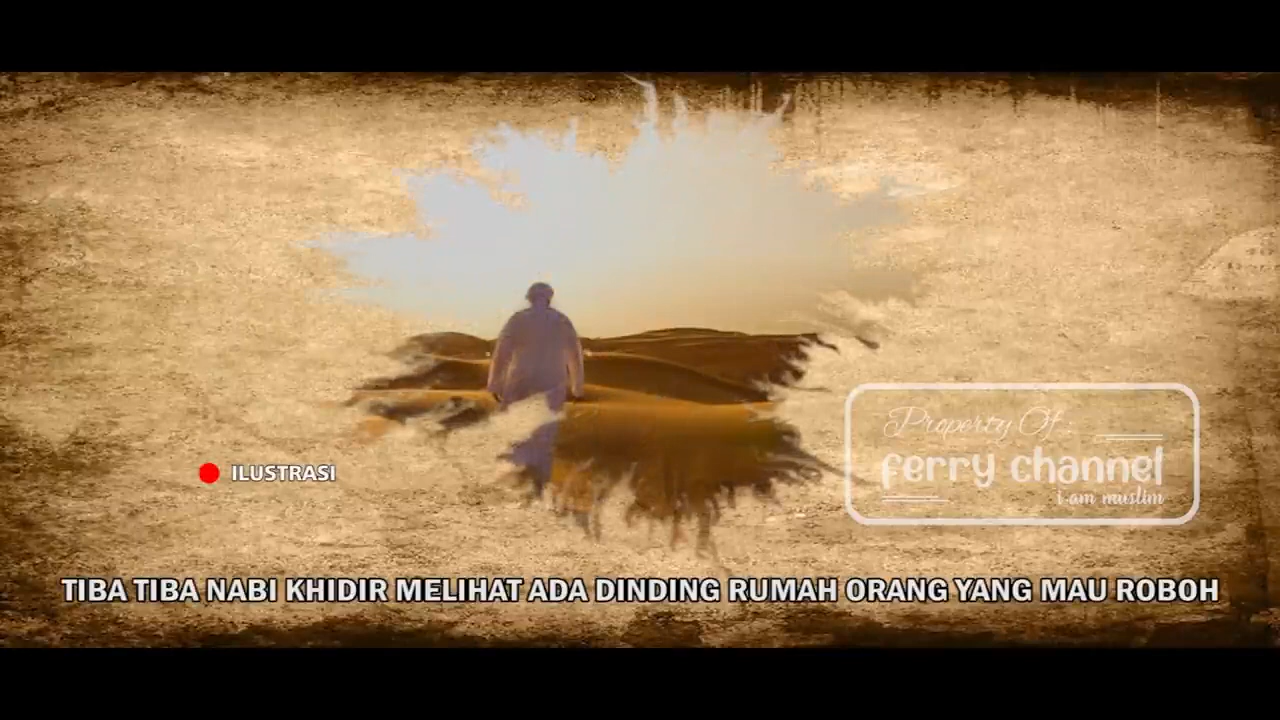 Property Of :
ferry channel
i am muslim
ILUSTRASI
TIBA TIBA NABI KHIDIR MELIHAT ADA DINDING RUMAH ORANG YANG MAU ROBOH